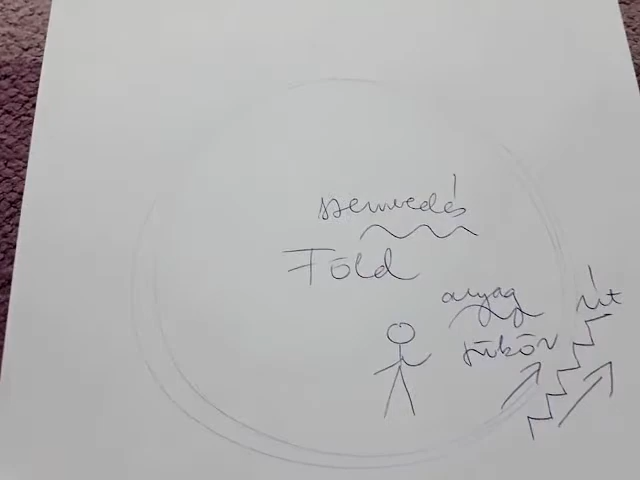 szenvedés
Föld
anyag
út
tükör